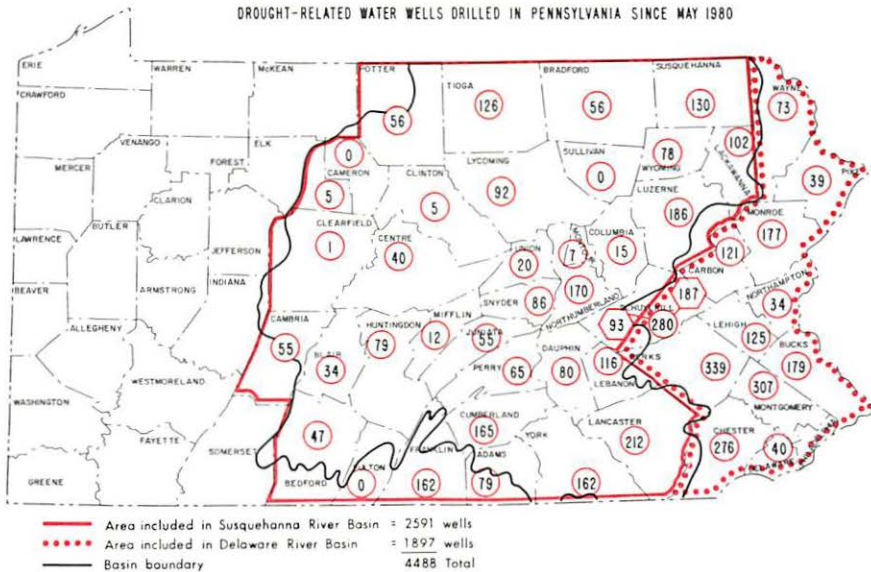 DROUGHT-RELATED WATER WELLS DRILLED IN PENNSYLVANIA SINCE MAY 1980
ERIE
WARREN
McKEAN
POTTER
TIOGA
BRADFORD
SUSQUEHANNA
WAYNE
CRAWFORD
126
56
130
73
56
VENANGO
ELK
0
SULLIVAN
78
102
MERCER
FOREST
CAMERON
CLINTON
LYCOMING
WYOMING
LACKAWANNA
39
PIKE
CLARION
5
5
92
0
LUZERNE
186
CLEARFIELD
MONROE
LAWRENCE
BUTLER
JEFFERSON
1
CENTRE
40
UNION
MONTOUR
COLUMBIA
177
121
BEAVER
ARMSTRONG
INDIANA
20
7
15
CARBON
187
NORTHAMPTON
34
ALLEGHENY
SNYDER
86
170
NORTHUMBERLAND
SCHUYLKILL
CAMBRIA
HUNTINGDON
MIFFLIN
JUNIATA
93
280
LEHIGH
125
BUCKS
55
BLAIR
79
12
55
DAUPHIN
116
BERKS
34
PERRY
65
80
LEBANON
339
179
WESTMORELAND
307
WASHINGTON
MONTGOMERY
CUMBERLAND
LANCASTER
FAYETTE
SOMERSET
47
165
YORK
212
CHESTER
276
40
DELAWARE
GREENE
BEDFORD
FULTON
FRANKLIN
ADAMS
0
162
79
162
Area included in Susquehanna River Basin = 2591 wells
Area included in Delaware River Basin = 1897 wells
Basin boundary 4488 Total